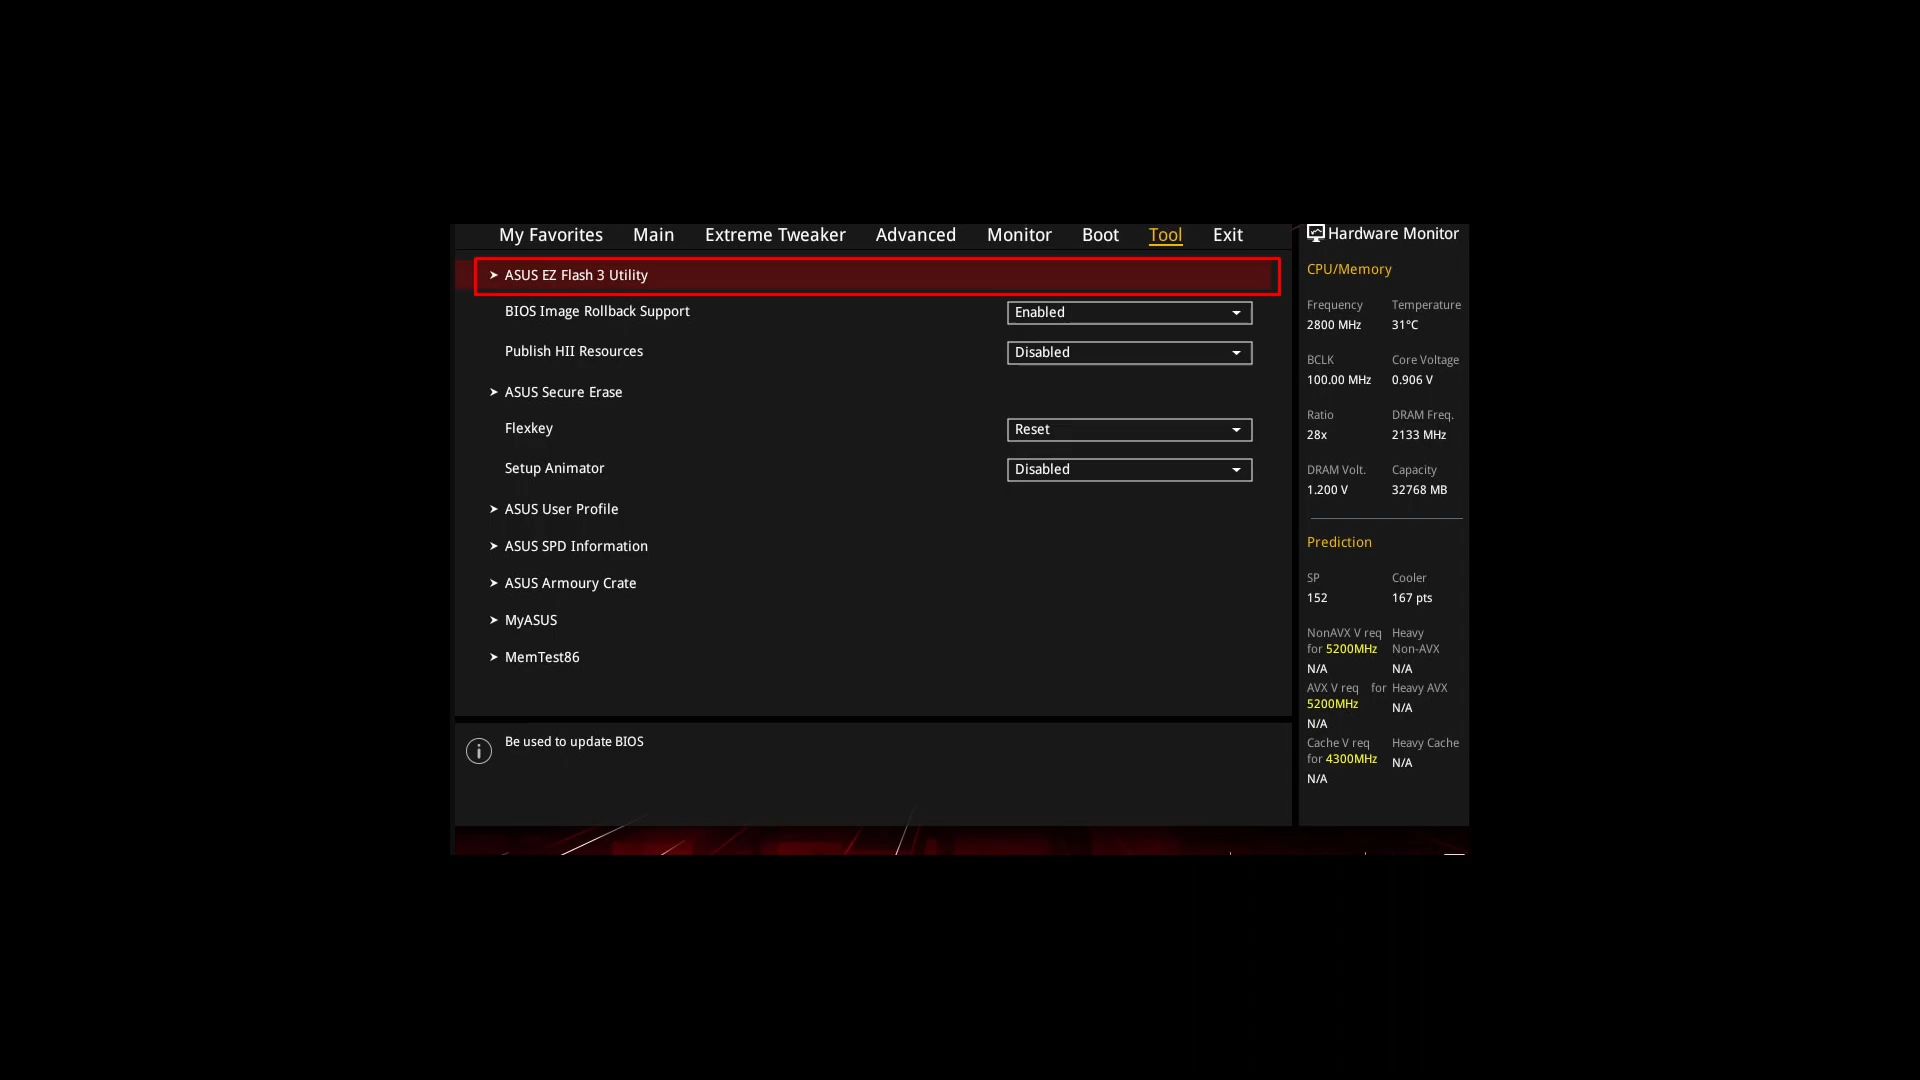 My Favorites Main Extreme Tweaker Advanced Monitor Boot Tool Exit
ASUS EZ Flash 3 Utility
BIOS Image Rollback Support Enabled
Publish HII Resources Disabled
ASUS Secure Erase
Flexkey Reset
Setup Animator Disabled
ASUS User Profile
ASUS SPD Information
ASUS Armoury Crate
MyASUS
MemTest86
Be used to update BIOS
Hardware Monitor
CPU/Memory
Frequency Temperature
2800 MHz 31°C
BCLK Core Voltage
100.00 MHz 0.906 V
Ratio DRAM Freq.
28x 2133 MHz
DRAM Volt. Capacity
1.200 V 32768 MB
Prediction
SP Cooler
152 167 pts
NonAVX V req Heavy
for 5200MHz Non-AVX
N/A N/A
AVX V req for Heavy AVX
5200MHz N/A
N/A
Cache V req Heavy Cache
for 4300MHz N/A
N/A